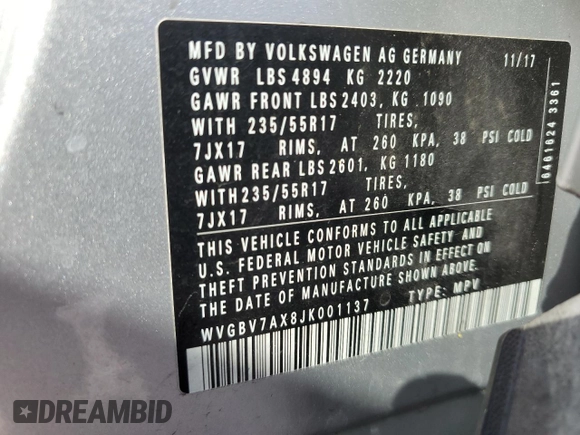 MFD BY VOLKSWAGEN AG GERMANY 11/17
GVWR LBS 4894 KG 2220
GAWR FRONT LBS 2403, KG 1090
WITH 235/55R17 TIRES,
7JX17 RIMS, AT 260 KPA, 38 PSI COLD
GAWR REAR LBS 2601, KG 1180
WITH 235/55R17 TIRES,
7JX17 RIMS, AT 260 KPA, 38 PSI COLD
THIS VEHICLE CONFORMS TO ALL APPLICABLE
U.S. FEDERAL MOTOR VEHICLE SAFETY AND
THEFT PREVENTION STANDARDS IN EFFECT ON
THE DATE OF MANUFACTURE SHOWN ABOVE.
WVGBV7AX8JK001137 TYPE: MPV
6461624 3361
DREAMBID